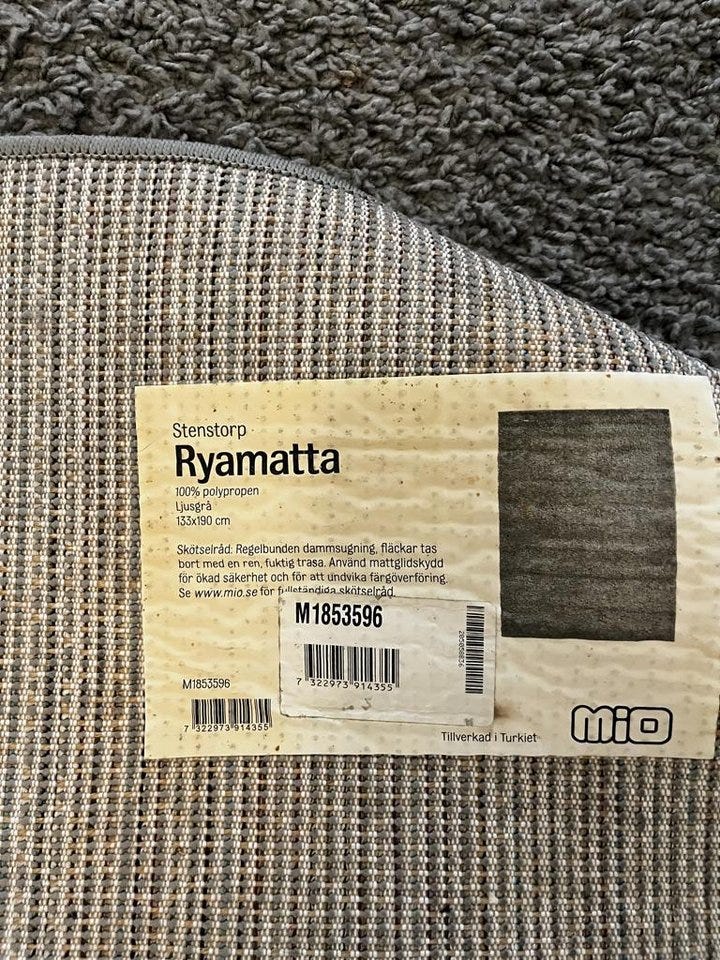 Stenstorp
Ryamatta
100% polypropen
Ljusgrå
133x190 cm
Skötselråd: Regelbunden dammsugning, fläckar tas
bort med en ren, fuktig trasa. Använd mattglidskydd
för ökad säkerhet och för att undvika färgöverföring.
Se www.mio.se för fullständiga skötselråd.
M1853596
7 322973 914355
M1853596
7 322973 914355
Tillverkad i Turkiet
mio